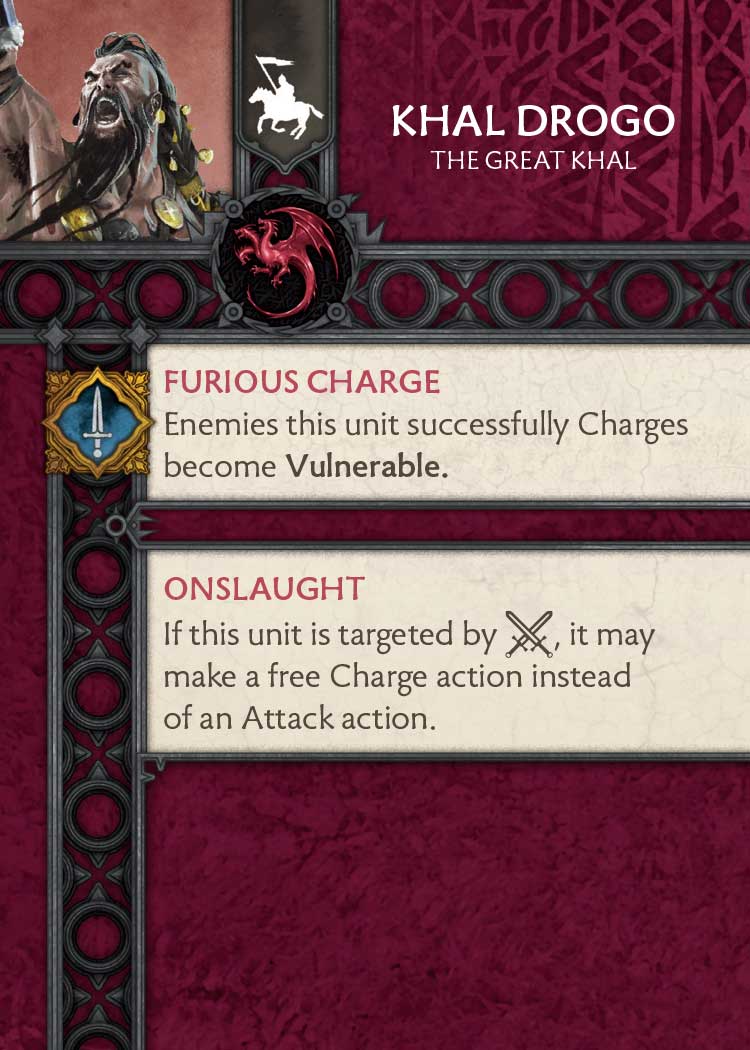 KHAL DROGO
THE GREAT KHAL
FURIOUS CHARGE
Enemies this unit successfully Charges
become Vulnerable.
ONSLAUGHT
If this unit is targeted by , it may
make a free Charge action instead
of an Attack action.